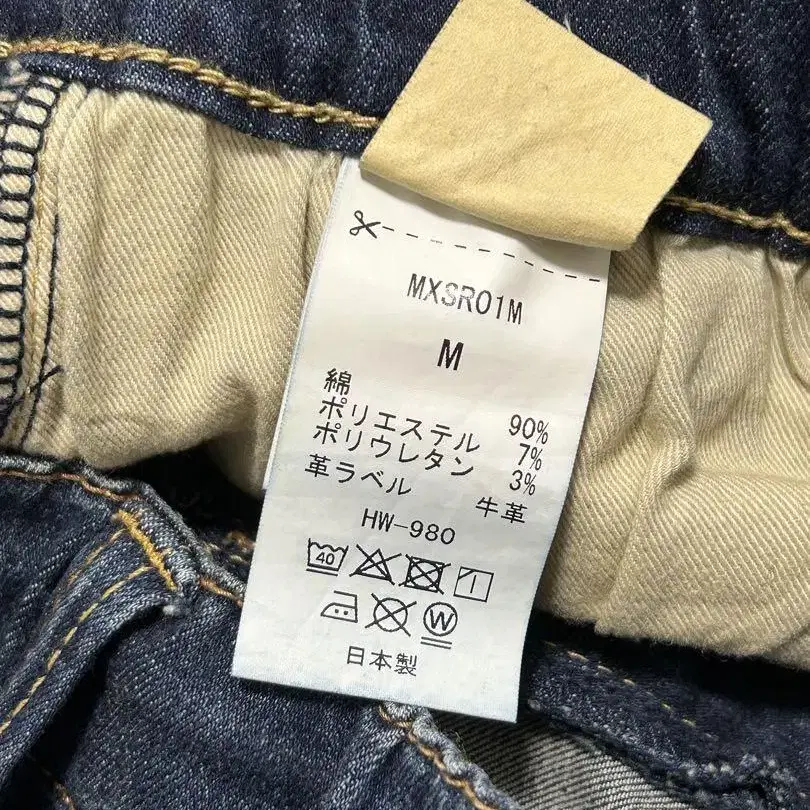 MXSR01M
M
綿 90%
ポリエステル 7%
ポリウレタン 3%
革ラベル 牛革
HW-980
40
W
日本製